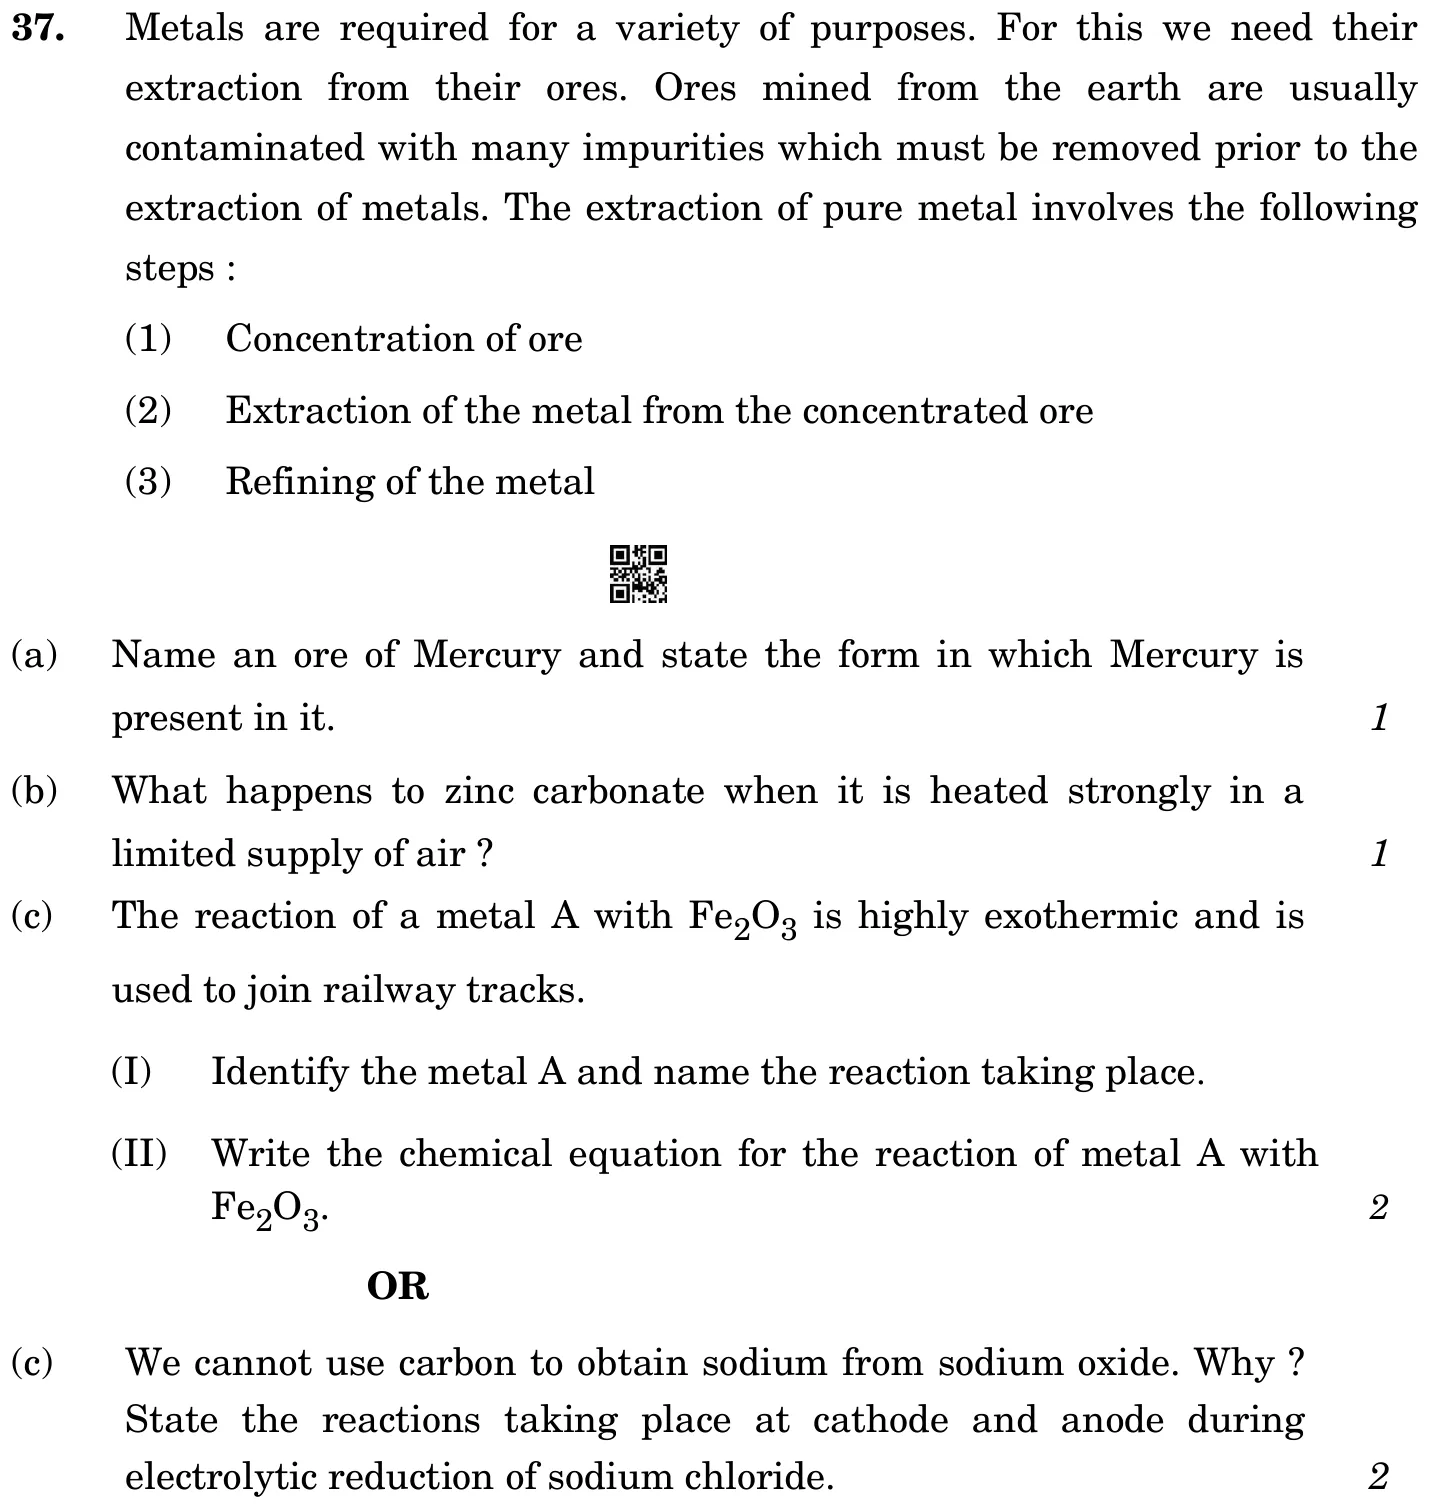 37. Metals are required for a variety of purposes. For this we need their
extraction from their ores. Ores mined from the earth are usually
contaminated with many impurities which must be removed prior to the
extraction of metals. The extraction of pure metal involves the following
steps :
(1) Concentration of ore
(2) Extraction of the metal from the concentrated ore
(3) Refining of the metal
(a) Name an ore of Mercury and state the form in which Mercury is
present in it. 1
(b) What happens to zinc carbonate when it is heated strongly in a
limited supply of air ? 1
(c) The reaction of a metal A with Fe₂O₃ is highly exothermic and is
used to join railway tracks.
(I) Identify the metal A and name the reaction taking place.
(II) Write the chemical equation for the reaction of metal A with
Fe₂O₃. 2
OR
(c) We cannot use carbon to obtain sodium from sodium oxide. Why ?
State the reactions taking place at cathode and anode during
electrolytic reduction of sodium chloride. 2